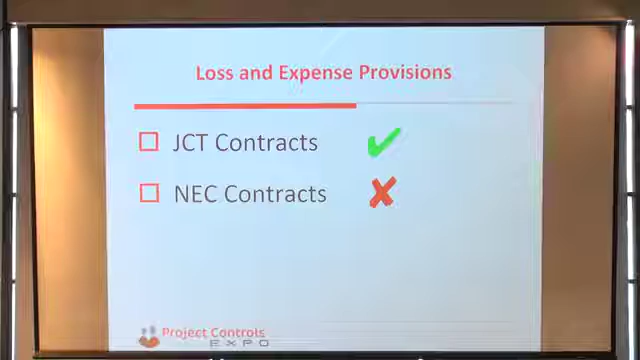 Loss and Expense Provisions
JCT Contracts
NEC Contracts
Project Controls
EXPO